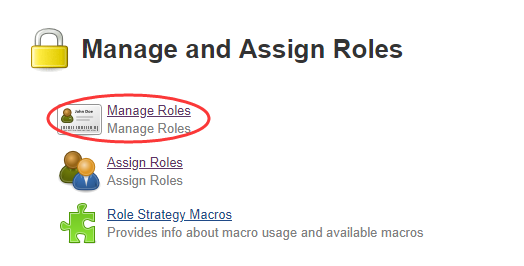 Manage and Assign Roles
John Doe
Manage Roles
Manage Roles
Assign Roles
Assign Roles
Role Strategy Macros
Provides info about macro usage and available macros